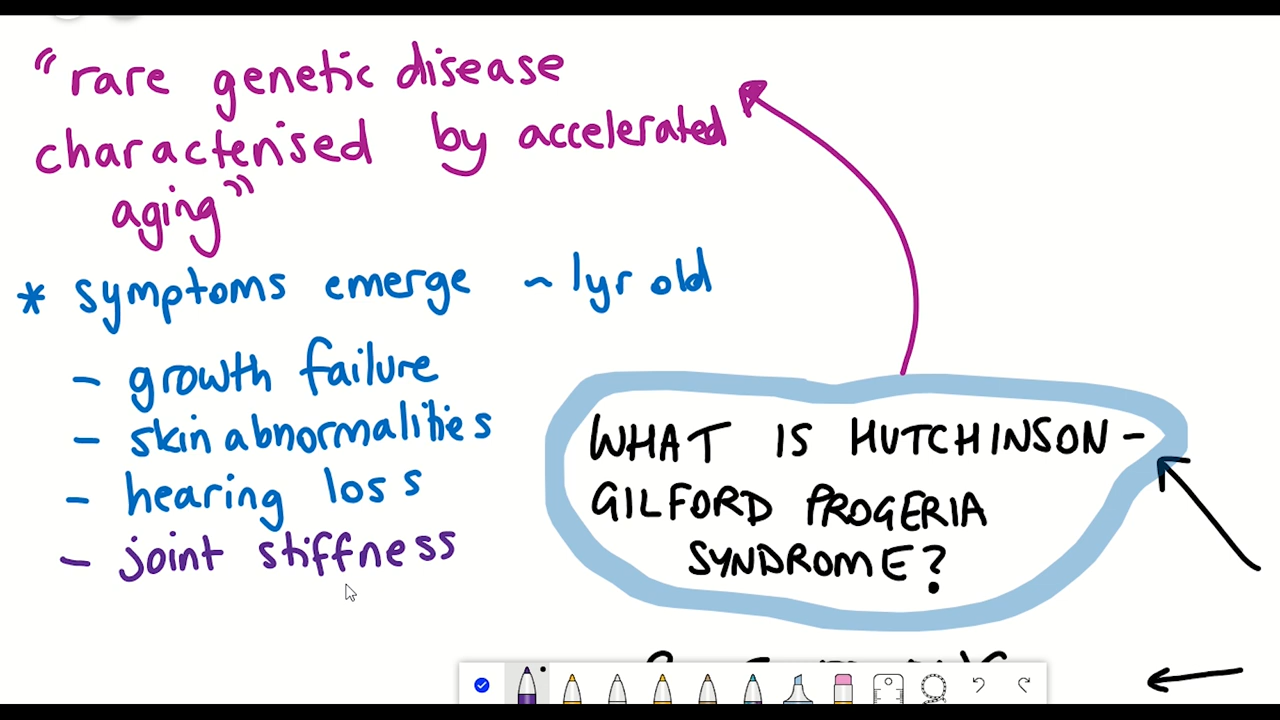 "rare genetic disease
characterised by accelerated
aging"
* symptoms emerge ~ 1yr old
- growth failure
- skin abnormalities
- hearing loss
- joint stiffness
WHAT IS HUTCHINSON-
GILFORD PROGERIA
SYNDROME?